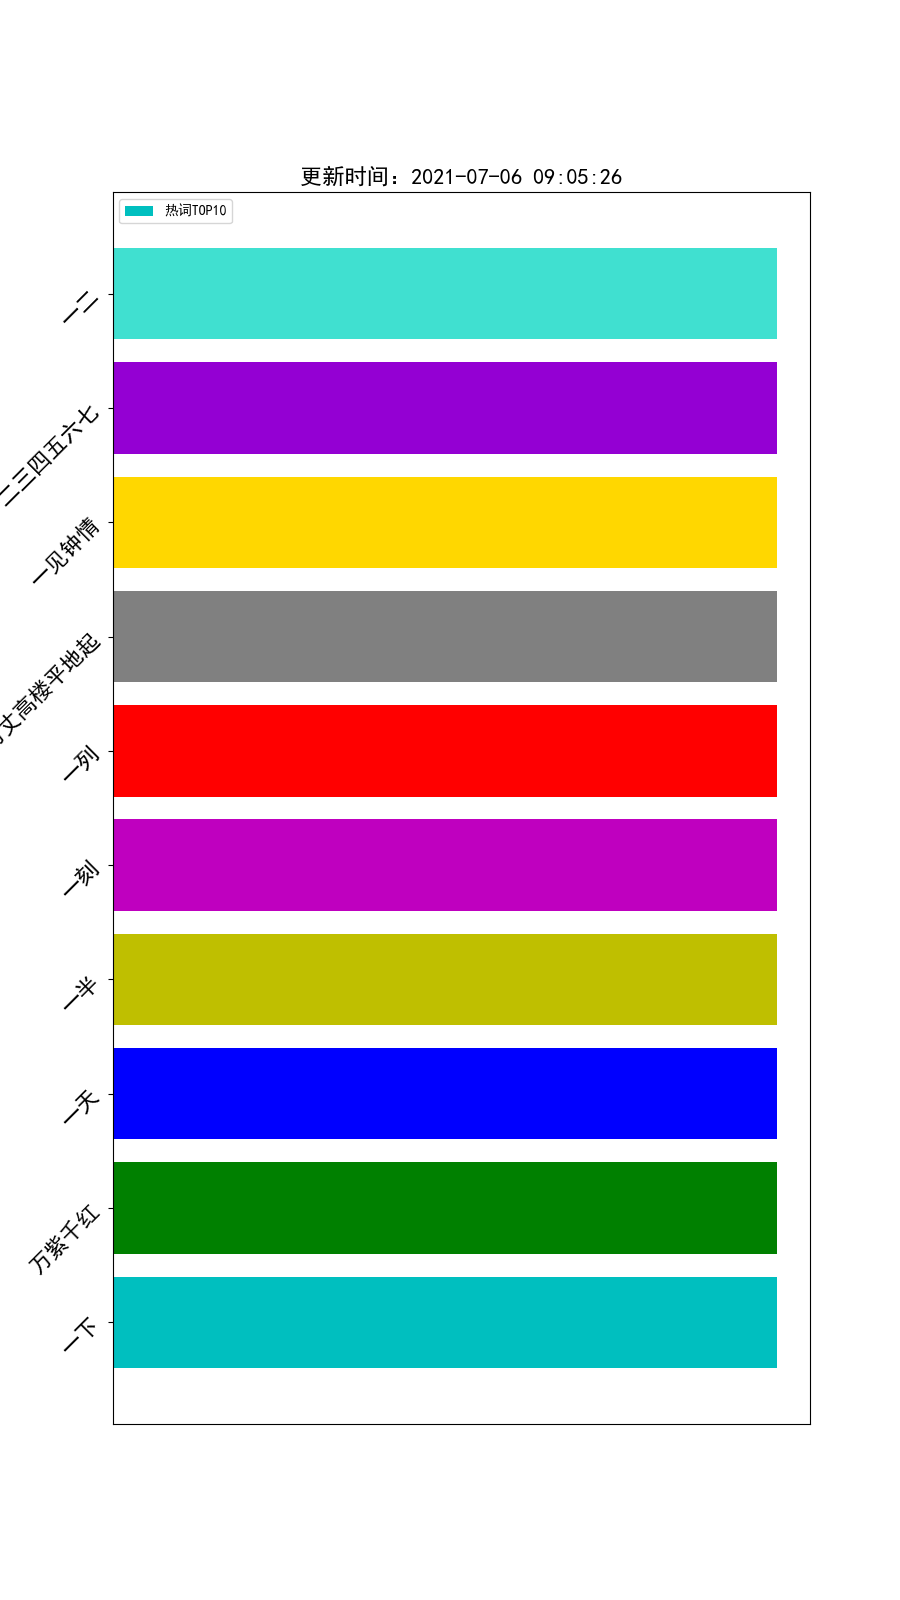 更新时间：2021-07-06 09:05:26
热词TOP10
一二
二三四五六七
一见钟情
丈高楼平地起
一列
一刻
一半
一天
万紫千红
一下